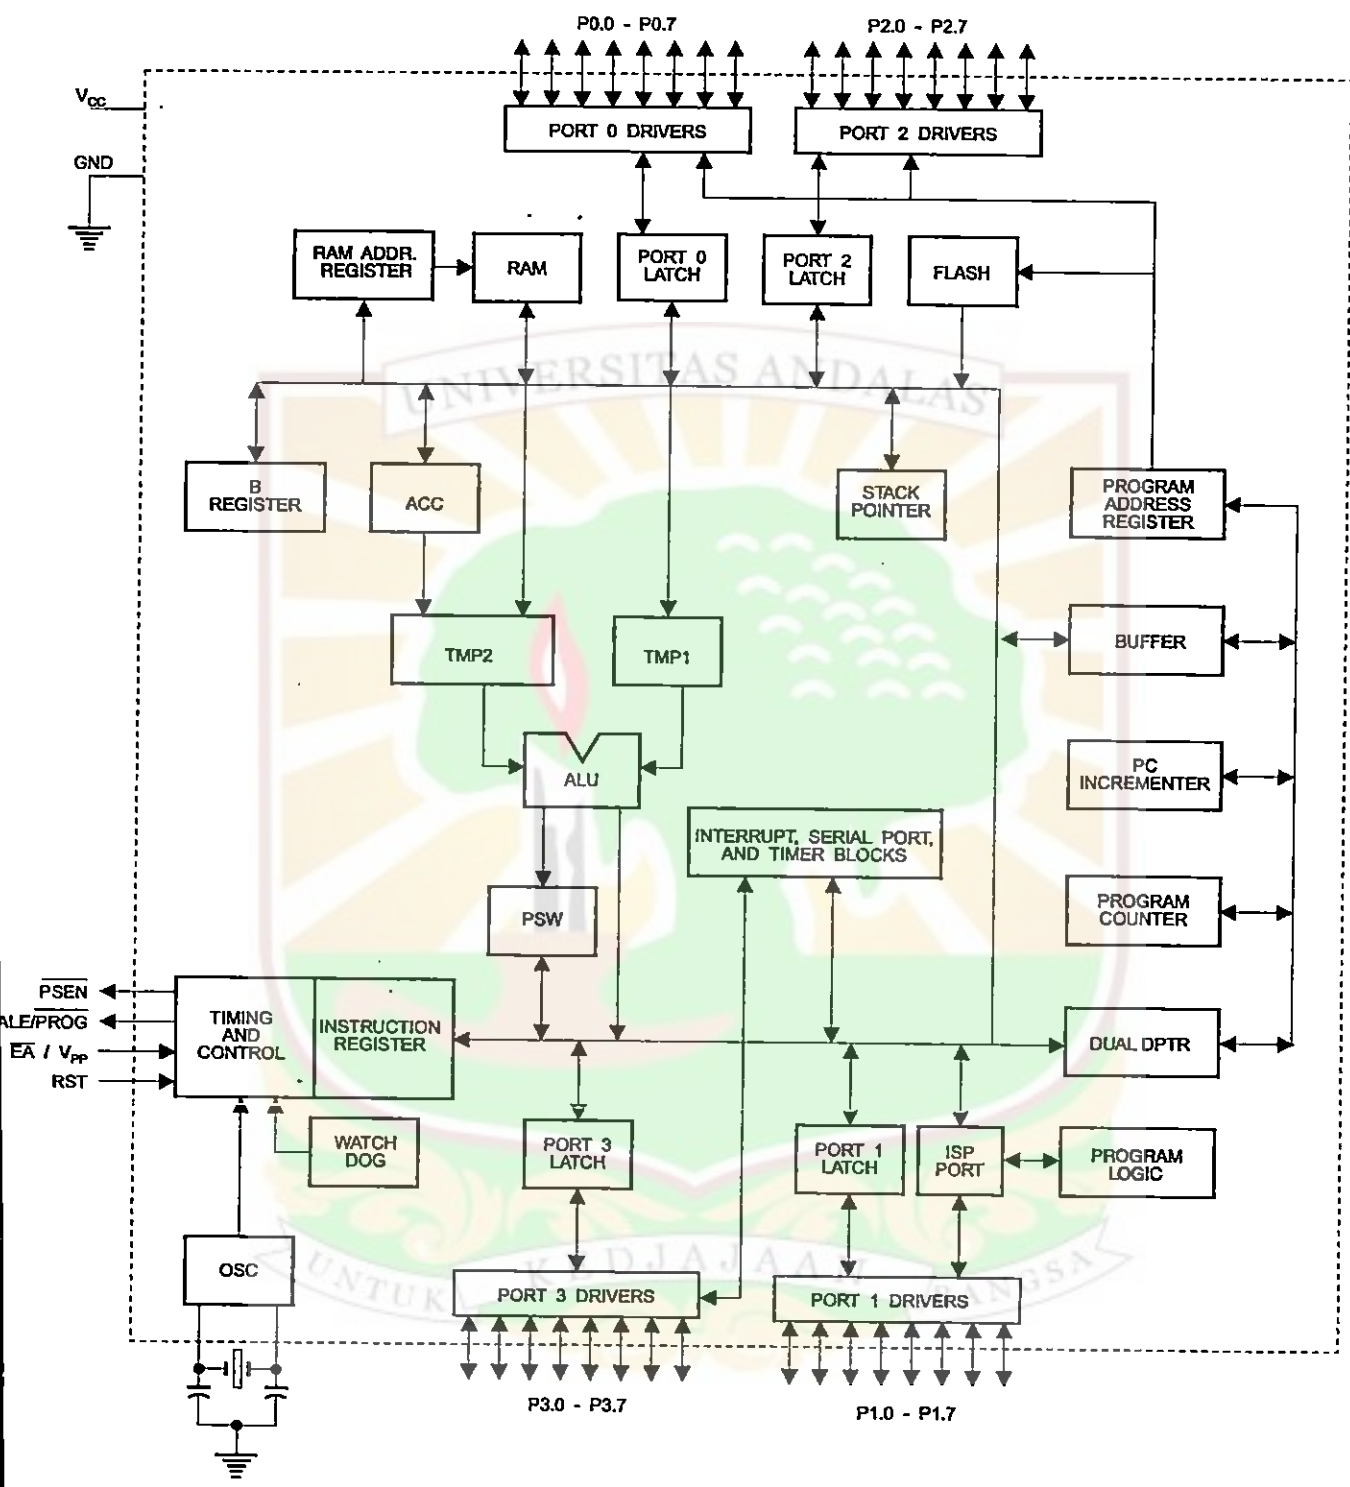 P0.0 - P0.7
P2.0 - P2.7
VCC
GND
PORT 0 DRIVERS
PORT 2 DRIVERS
RAM ADDR.
REGISTER
RAM
PORT 0
LATCH
PORT 2
LATCH
FLASH
UNIVERSITAS ANDALAS
B
REGISTER
ACC
STACK
POINTER
PROGRAM
ADDRESS
REGISTER
TMP2
TMP1
BUFFER
ALU
PC
INCREMENTER
INTERRUPT, SERIAL PORT,
AND TIMER BLOCKS
PSW
PROGRAM
COUNTER
PSEN
ALE/PROG
EA / VPP
RST
TIMING
AND
CONTROL
INSTRUCTION
REGISTER
DUAL DPTR
WATCH
DOG
PORT 3
LATCH
PORT 1
LATCH
ISP
PORT
PROGRAM
LOGIC
OSC
UNTUK KEDJAJAAN BANGSA
PORT 3 DRIVERS
PORT 1 DRIVERS
P3.0 - P3.7
P1.0 - P1.7